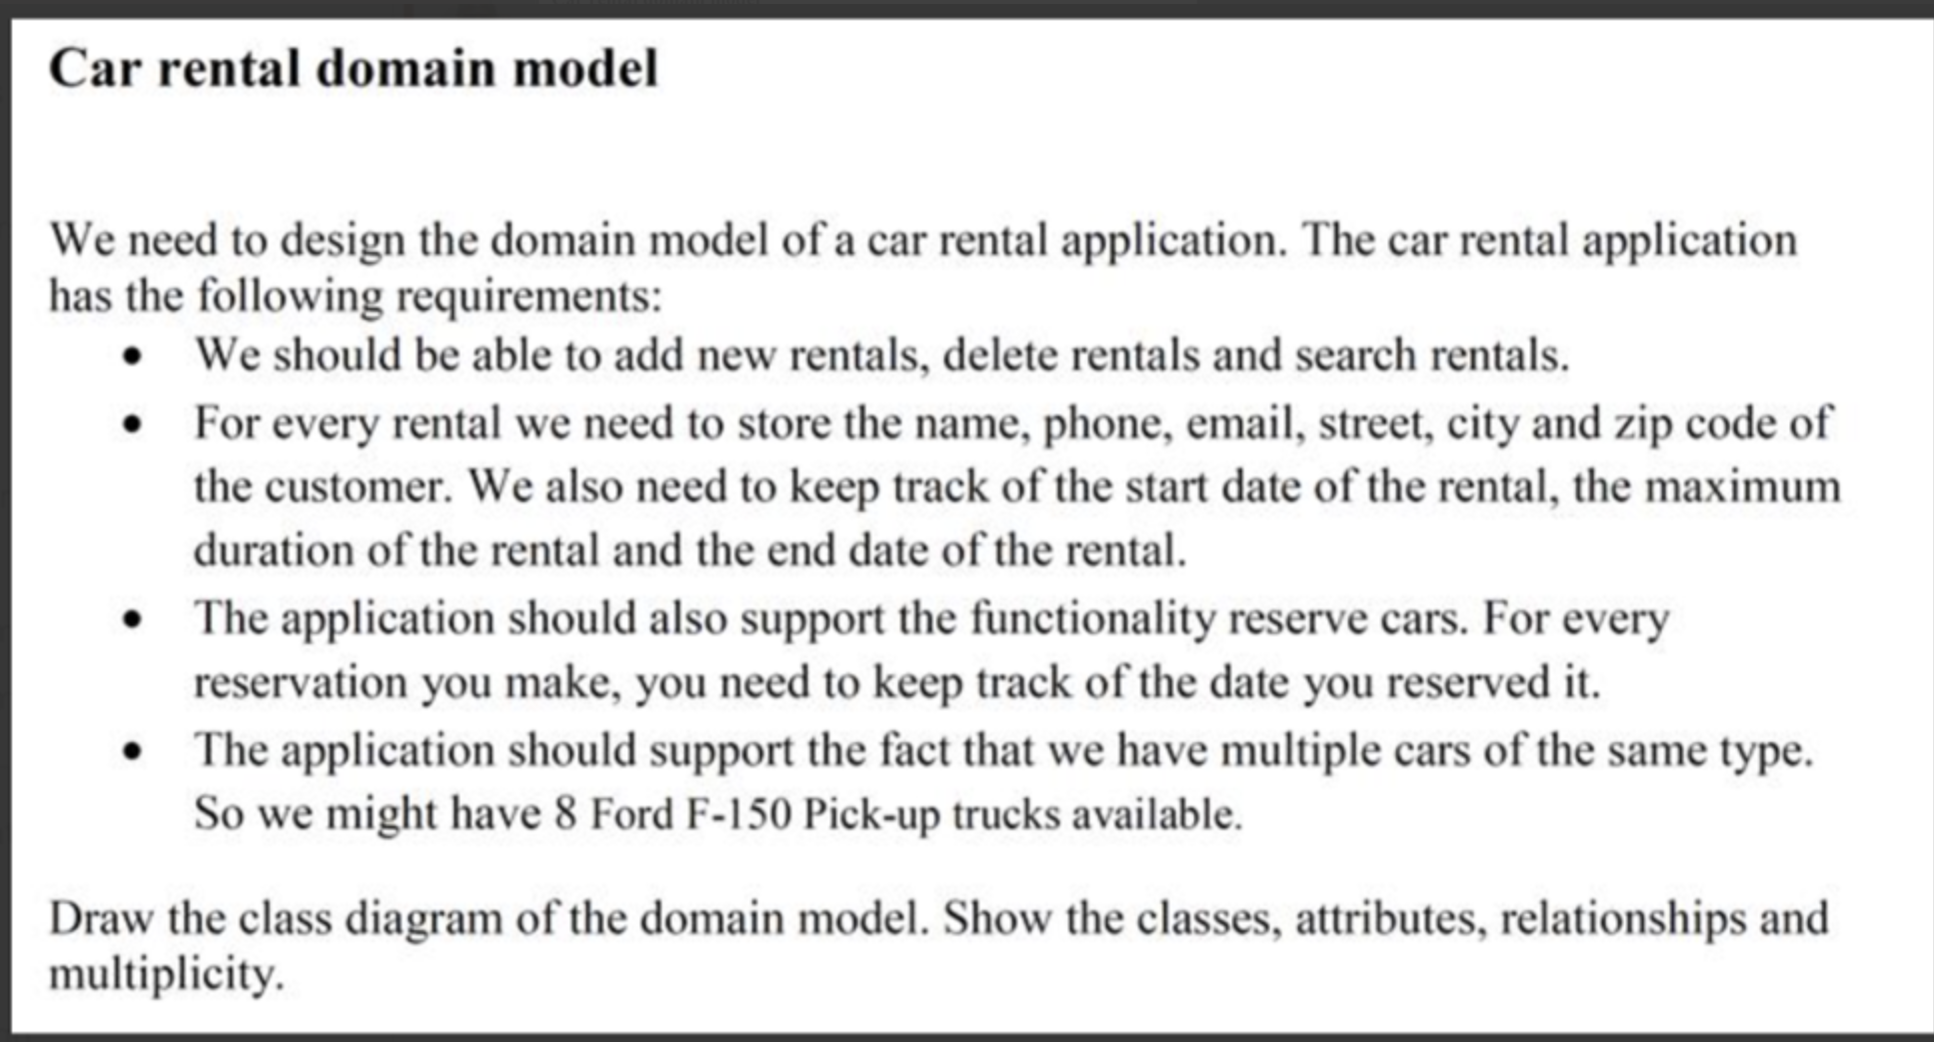 Car rental domain model
We need to design the domain model of a car rental application. The car rental application
has the following requirements:
• We should be able to add new rentals, delete rentals and search rentals.
• For every rental we need to store the name, phone, email, street, city and zip code of
the customer. We also need to keep track of the start date of the rental, the maximum
duration of the rental and the end date of the rental.
• The application should also support the functionality reserve cars. For every
reservation you make, you need to keep track of the date you reserved it.
• The application should support the fact that we have multiple cars of the same type.
So we might have 8 Ford F-150 Pick-up trucks available.
Draw the class diagram of the domain model. Show the classes, attributes, relationships and
multiplicity.